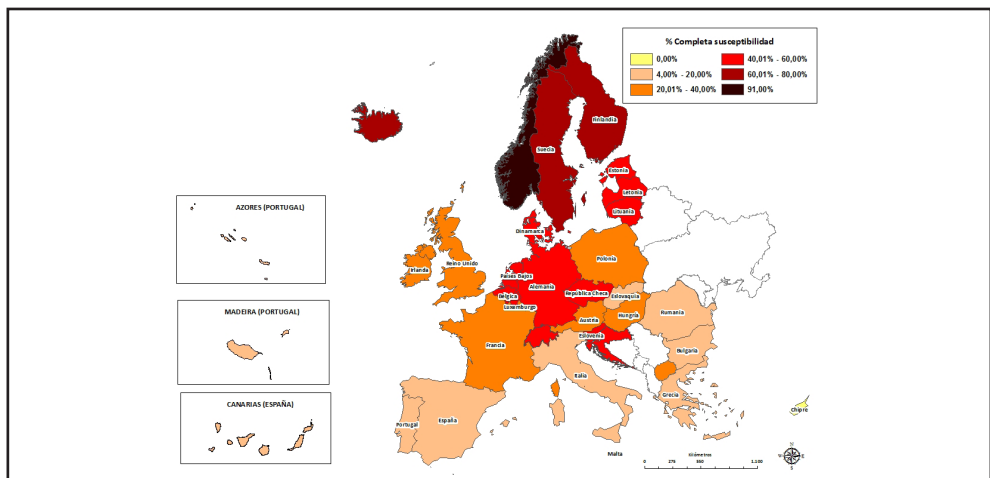 % Completa susceptibilidad
0,00%
4,00% - 20,00%
20,01% - 40,00%
40,01% - 60,00%
60,01% - 80,00%
91,00%
Finlandia
Suecia
Estonia
Letonia
Lituania
AZORES (PORTUGAL)
Dinamarca
Reino Unido
Irlanda
Polonia
Países Bajos
Alemania
Bélgica
República Checa
Luxemburgo
Eslovaquia
MADEIRA (PORTUGAL)
Austria
Hungría
Rumania
Eslovenia
Francia
Bulgaria
Italia
Grecia
CANARIAS (ESPAÑA)
Portugal
España
Chipre
Malta
N
S
Kilómetros
0 275 550 1.100